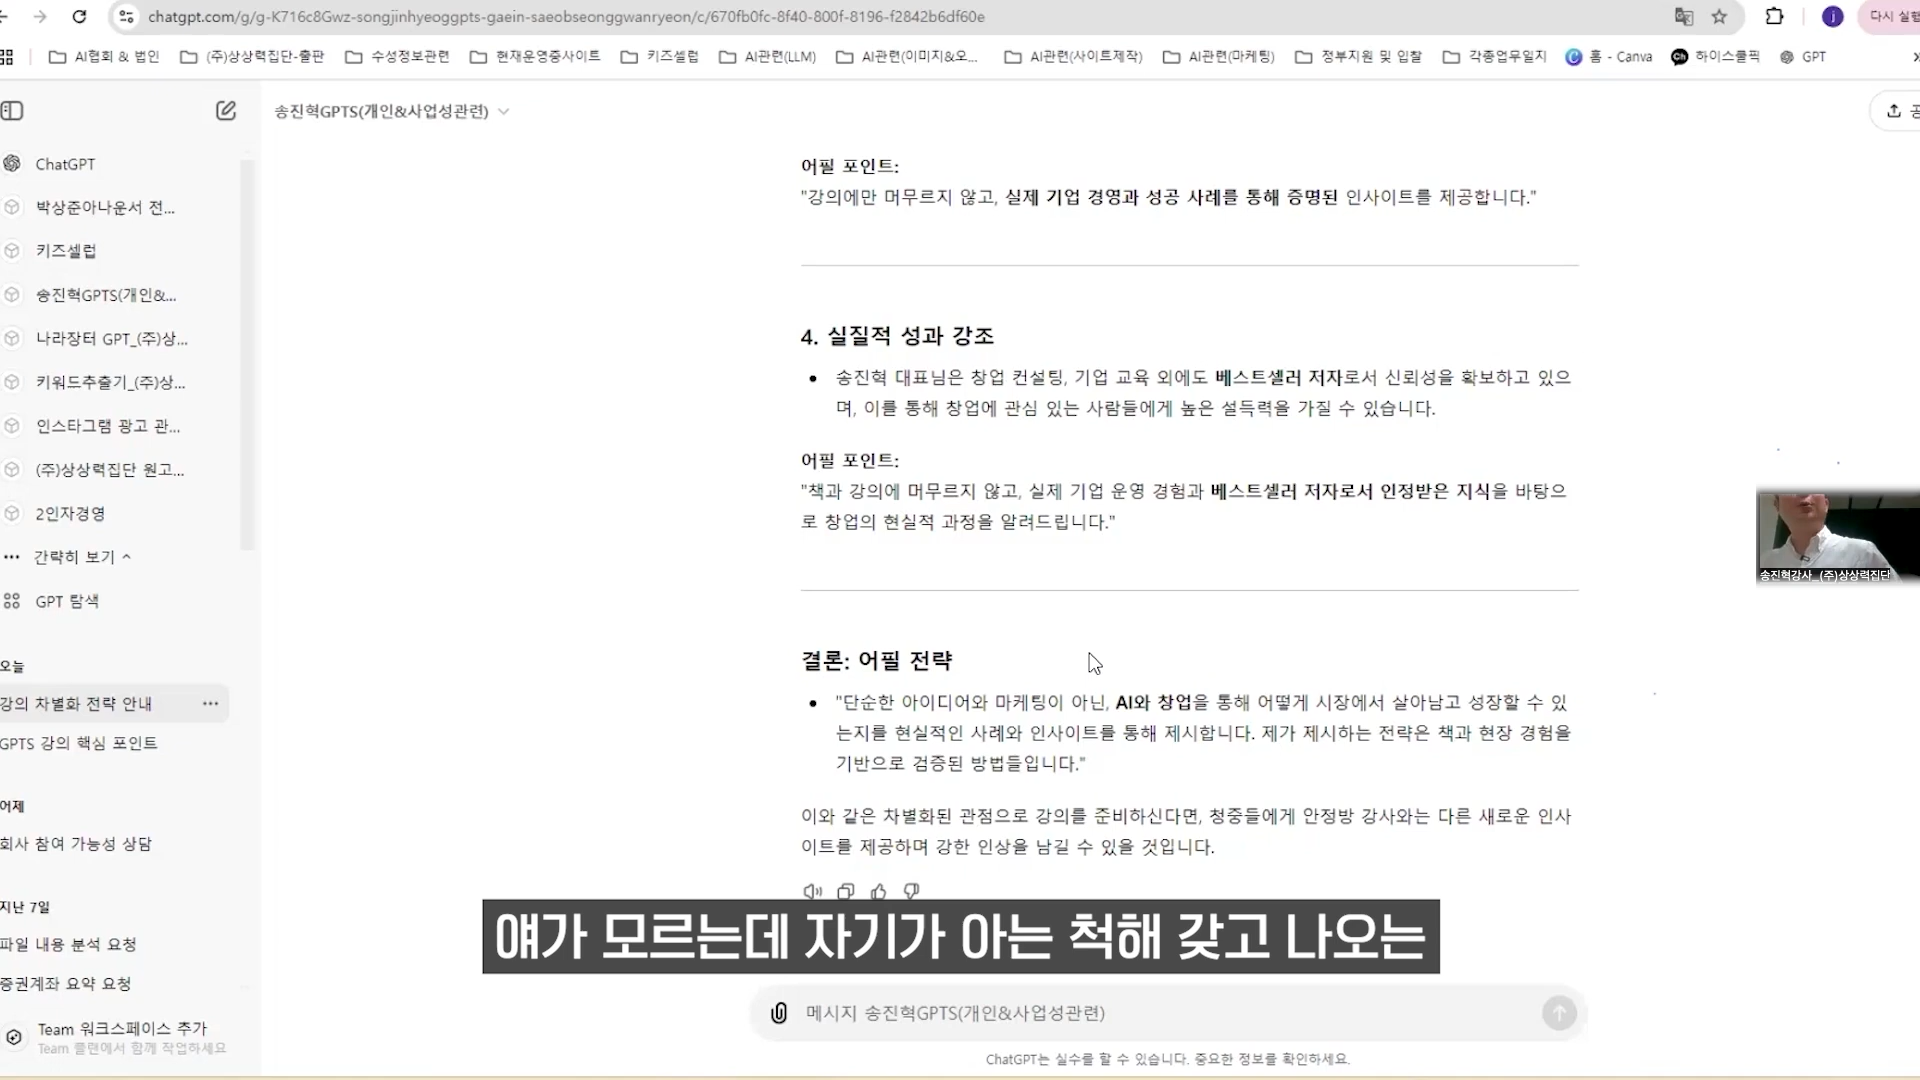 chatgpt.com/g/g-K716c8Gwz-songjinhyeoggpts-gaein-saeobseonggwanryeon/c/670fb0fc-8f40-800f-8196-f2842b6df60e
j
다시 실행
AI협회 & 법인
(주)상상력집단-출판
수성정보관련
현재운영중사이트
키즈셀럽
AI관련(LLM)
AI관련(이미지&오...
AI관련(사이트제작)
AI관련(마케팅)
정부지원 및 입찰
각종업무일지
홈 - Canva
하이스쿨픽
GPT
송진혁GPTS(개인&사업성관련)
ChatGPT
박상준아나운서 전...
키즈셀럽
송진혁GPTS(개인&...
나라장터 GPT_(주)상...
키워드추출기_(주)상...
인스타그램 광고 관...
(주)상상력집단 원고...
2인자경영
간략히 보기
GPT 탐색
오늘
강의 차별화 전략 안내
GPTS 강의 핵심 포인트
어제
회사 참여 가능성 상담
지난 7일
파일 내용 분석 요청
증권계좌 요약 요청
Team 워크스페이스 추가
Team 플랜에서 함께 작업하세요
어필 포인트:
"강의에만 머무르지 않고, 실제 기업 경영과 성공 사례를 통해 증명된 인사이트를 제공합니다."
4. 실질적 성과 강조
• 송진혁 대표님은 창업 컨설팅, 기업 교육 외에도 베스트셀러 저자로서 신뢰성을 확보하고 있으
며, 이를 통해 창업에 관심 있는 사람들에게 높은 설득력을 가질 수 있습니다.
어필 포인트:
"책과 강의에 머무르지 않고, 실제 기업 운영 경험과 베스트셀러 저자로서 인정받은 지식을 바탕으
로 창업의 현실적 과정을 알려드립니다."
결론: 어필 전략
• "단순한 아이디어와 마케팅이 아닌, AI와 창업을 통해 어떻게 시장에서 살아남고 성장할 수 있
는지를 현실적인 사례와 인사이트를 통해 제시합니다. 제가 제시하는 전략은 책과 현장 경험을
기반으로 검증된 방법들입니다."
이와 같은 차별화된 관점으로 강의를 준비하신다면, 청중들에게 안정방 강사와는 다른 새로운 인사
이트를 제공하며 강한 인상을 남길 수 있을 것입니다.
송진혁강사_(주)상상력집단
얘가 모르는데 자기가 아는 척해 갖고 나오는
메시지 송진혁GPTS(개인&사업성관련)
ChatGPT는 실수를 할 수 있습니다. 중요한 정보를 확인하세요.